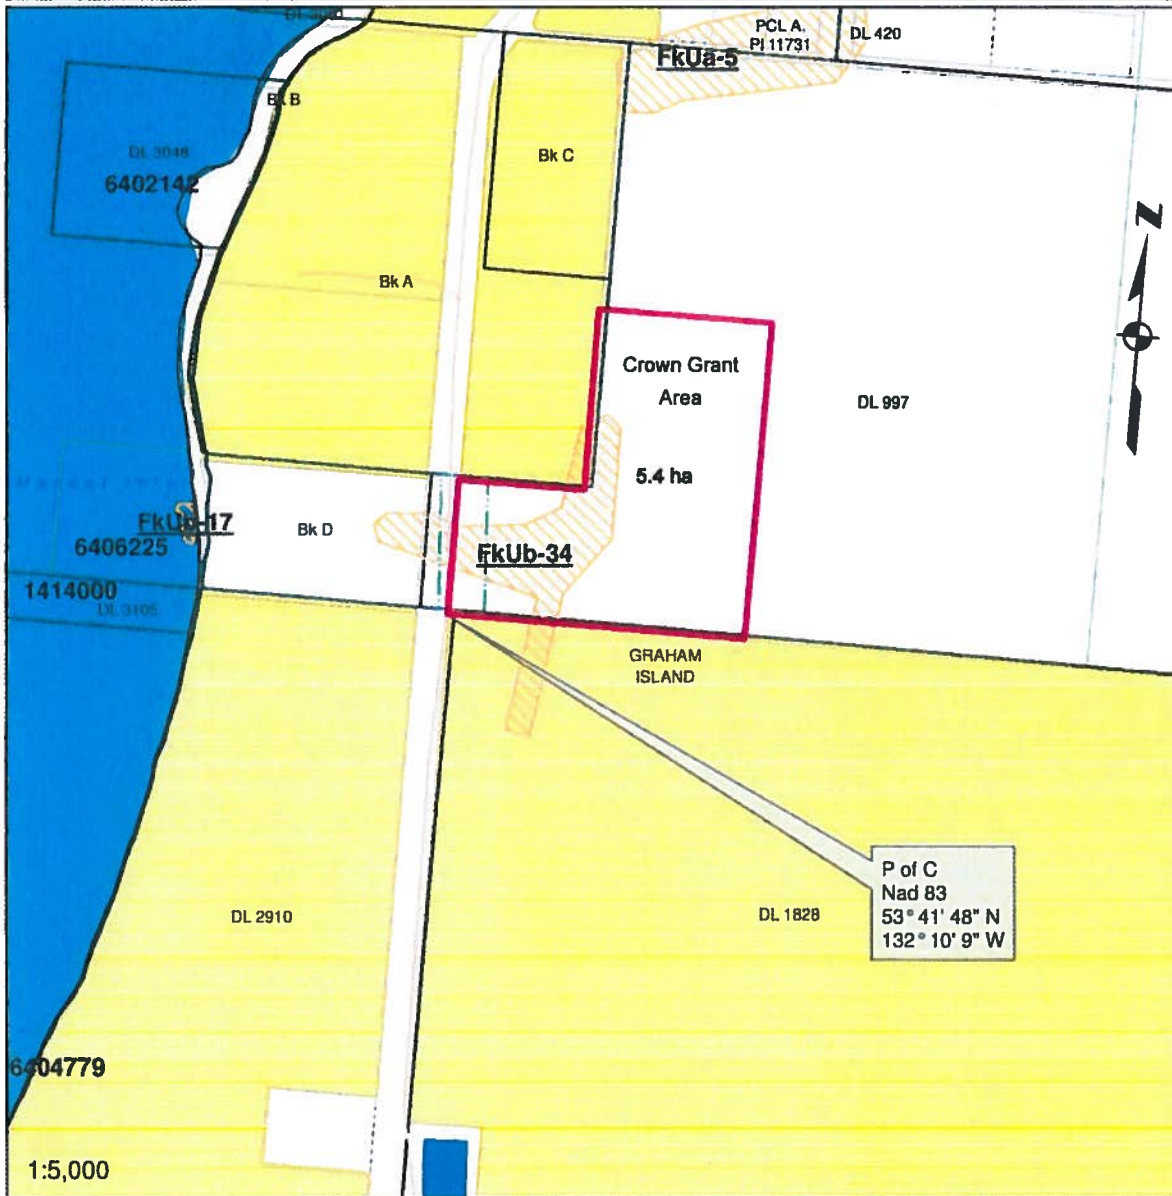 PCL A.
PI 11731
DL 420
FkUa-5
Bk B
DL 3048
6402142
Bk C
Bk A
N
Crown Grant
Area
DL 997
5.4 ha
FkUb-17
Bk D
6406225
FkUb-34
1414000
DL 3105
GRAHAM
ISLAND
P of C
Nad 83
53° 41' 48" N
132° 10' 9" W
DL 2910
DL 1828
6404779
1:5,000